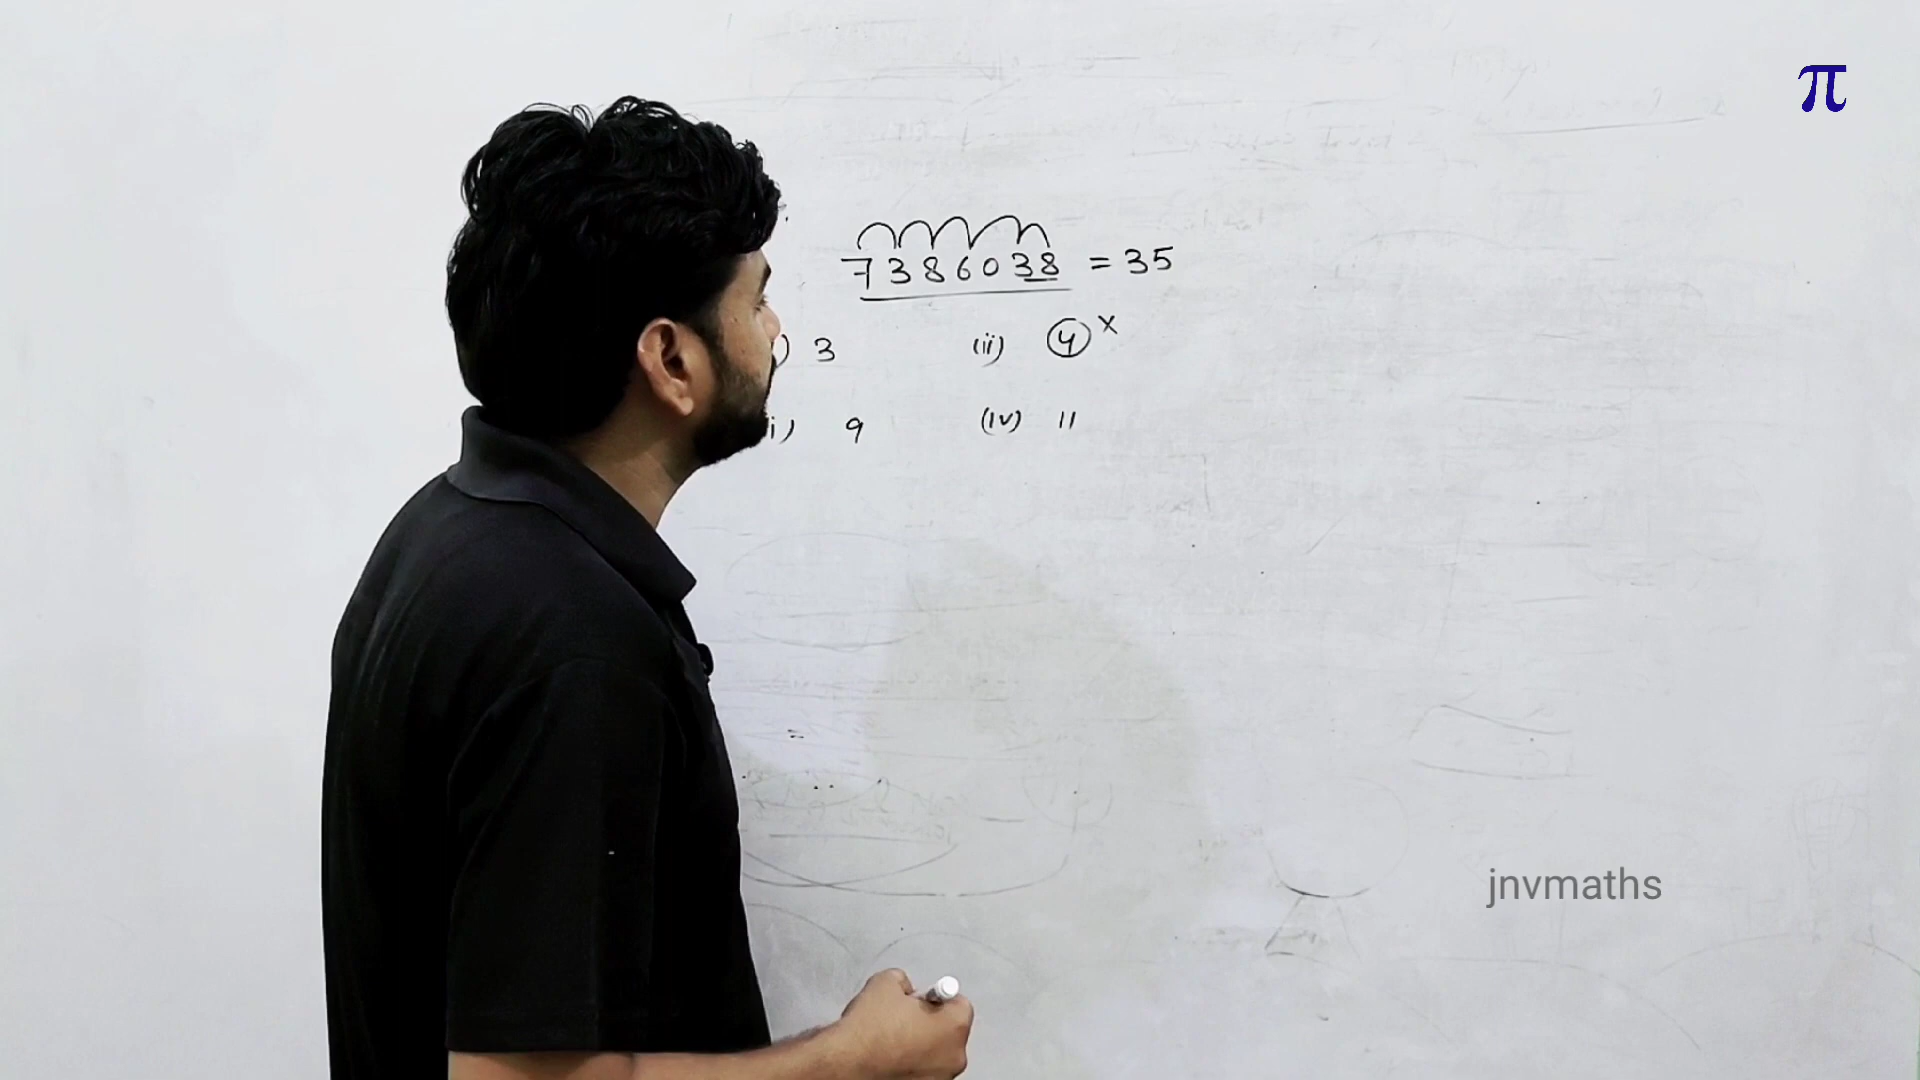 π
7386038 = 35
) 3 (ii) 4 x
i) 9 (iv) 11
jnvmaths